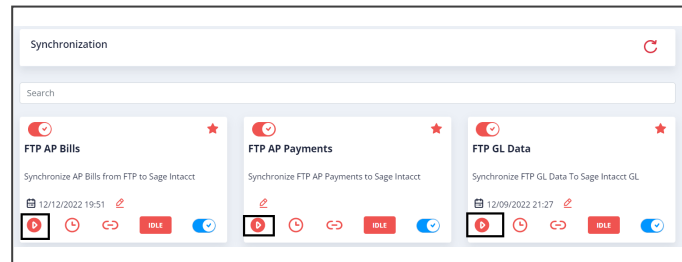 Synchronization
Search
FTP AP Bills
Synchronize AP Bills from FTP to Sage Intacct
12/12/2022 19:51
IDLE
FTP AP Payments
Synchronize FTP AP Payments to Sage Intacct
IDLE
FTP GL Data
Synchronize FTP GL Data To Sage Intacct GL
12/09/2022 21:27
IDLE